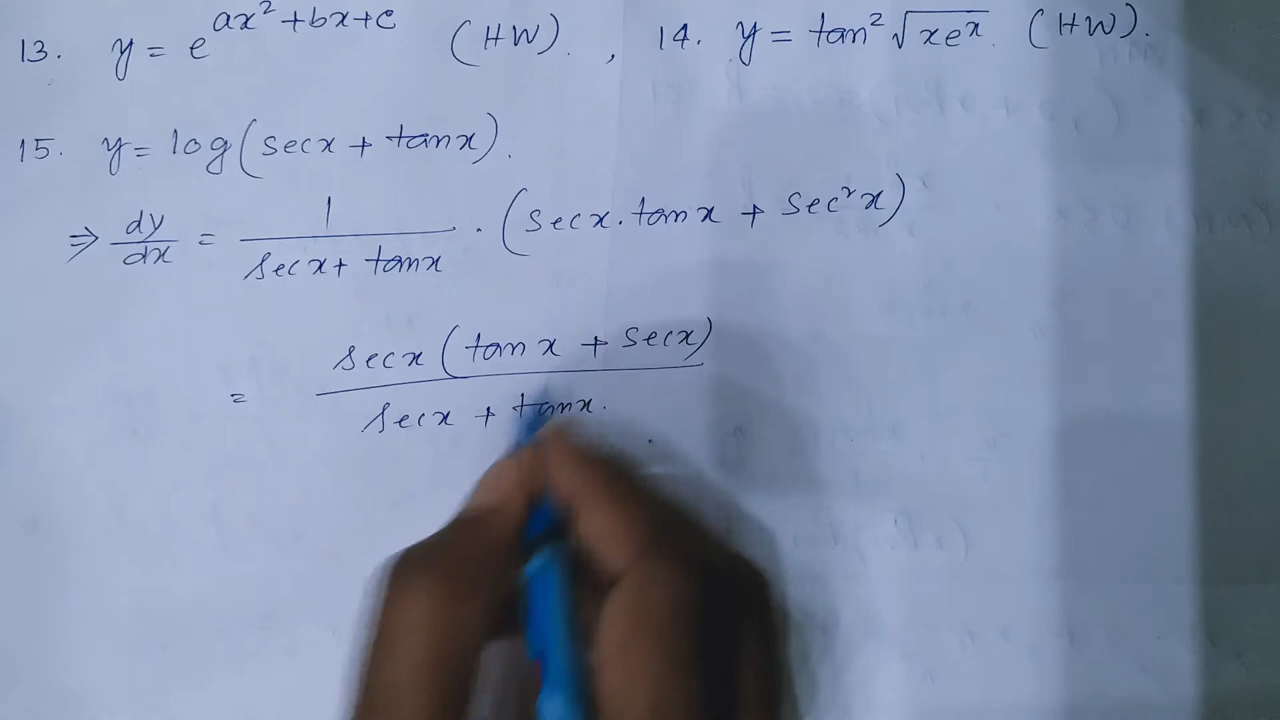 13. y = e^{ax²+bx+c} (HW). , 14. y = tan² √(xeˣ). (HW).
15. y = log(secx + tanx).
⇒ dy/dx = 1/(secx + tanx) . (secx.tanx + sec²x)
= secx(tanx + secx)/(secx + tanx).